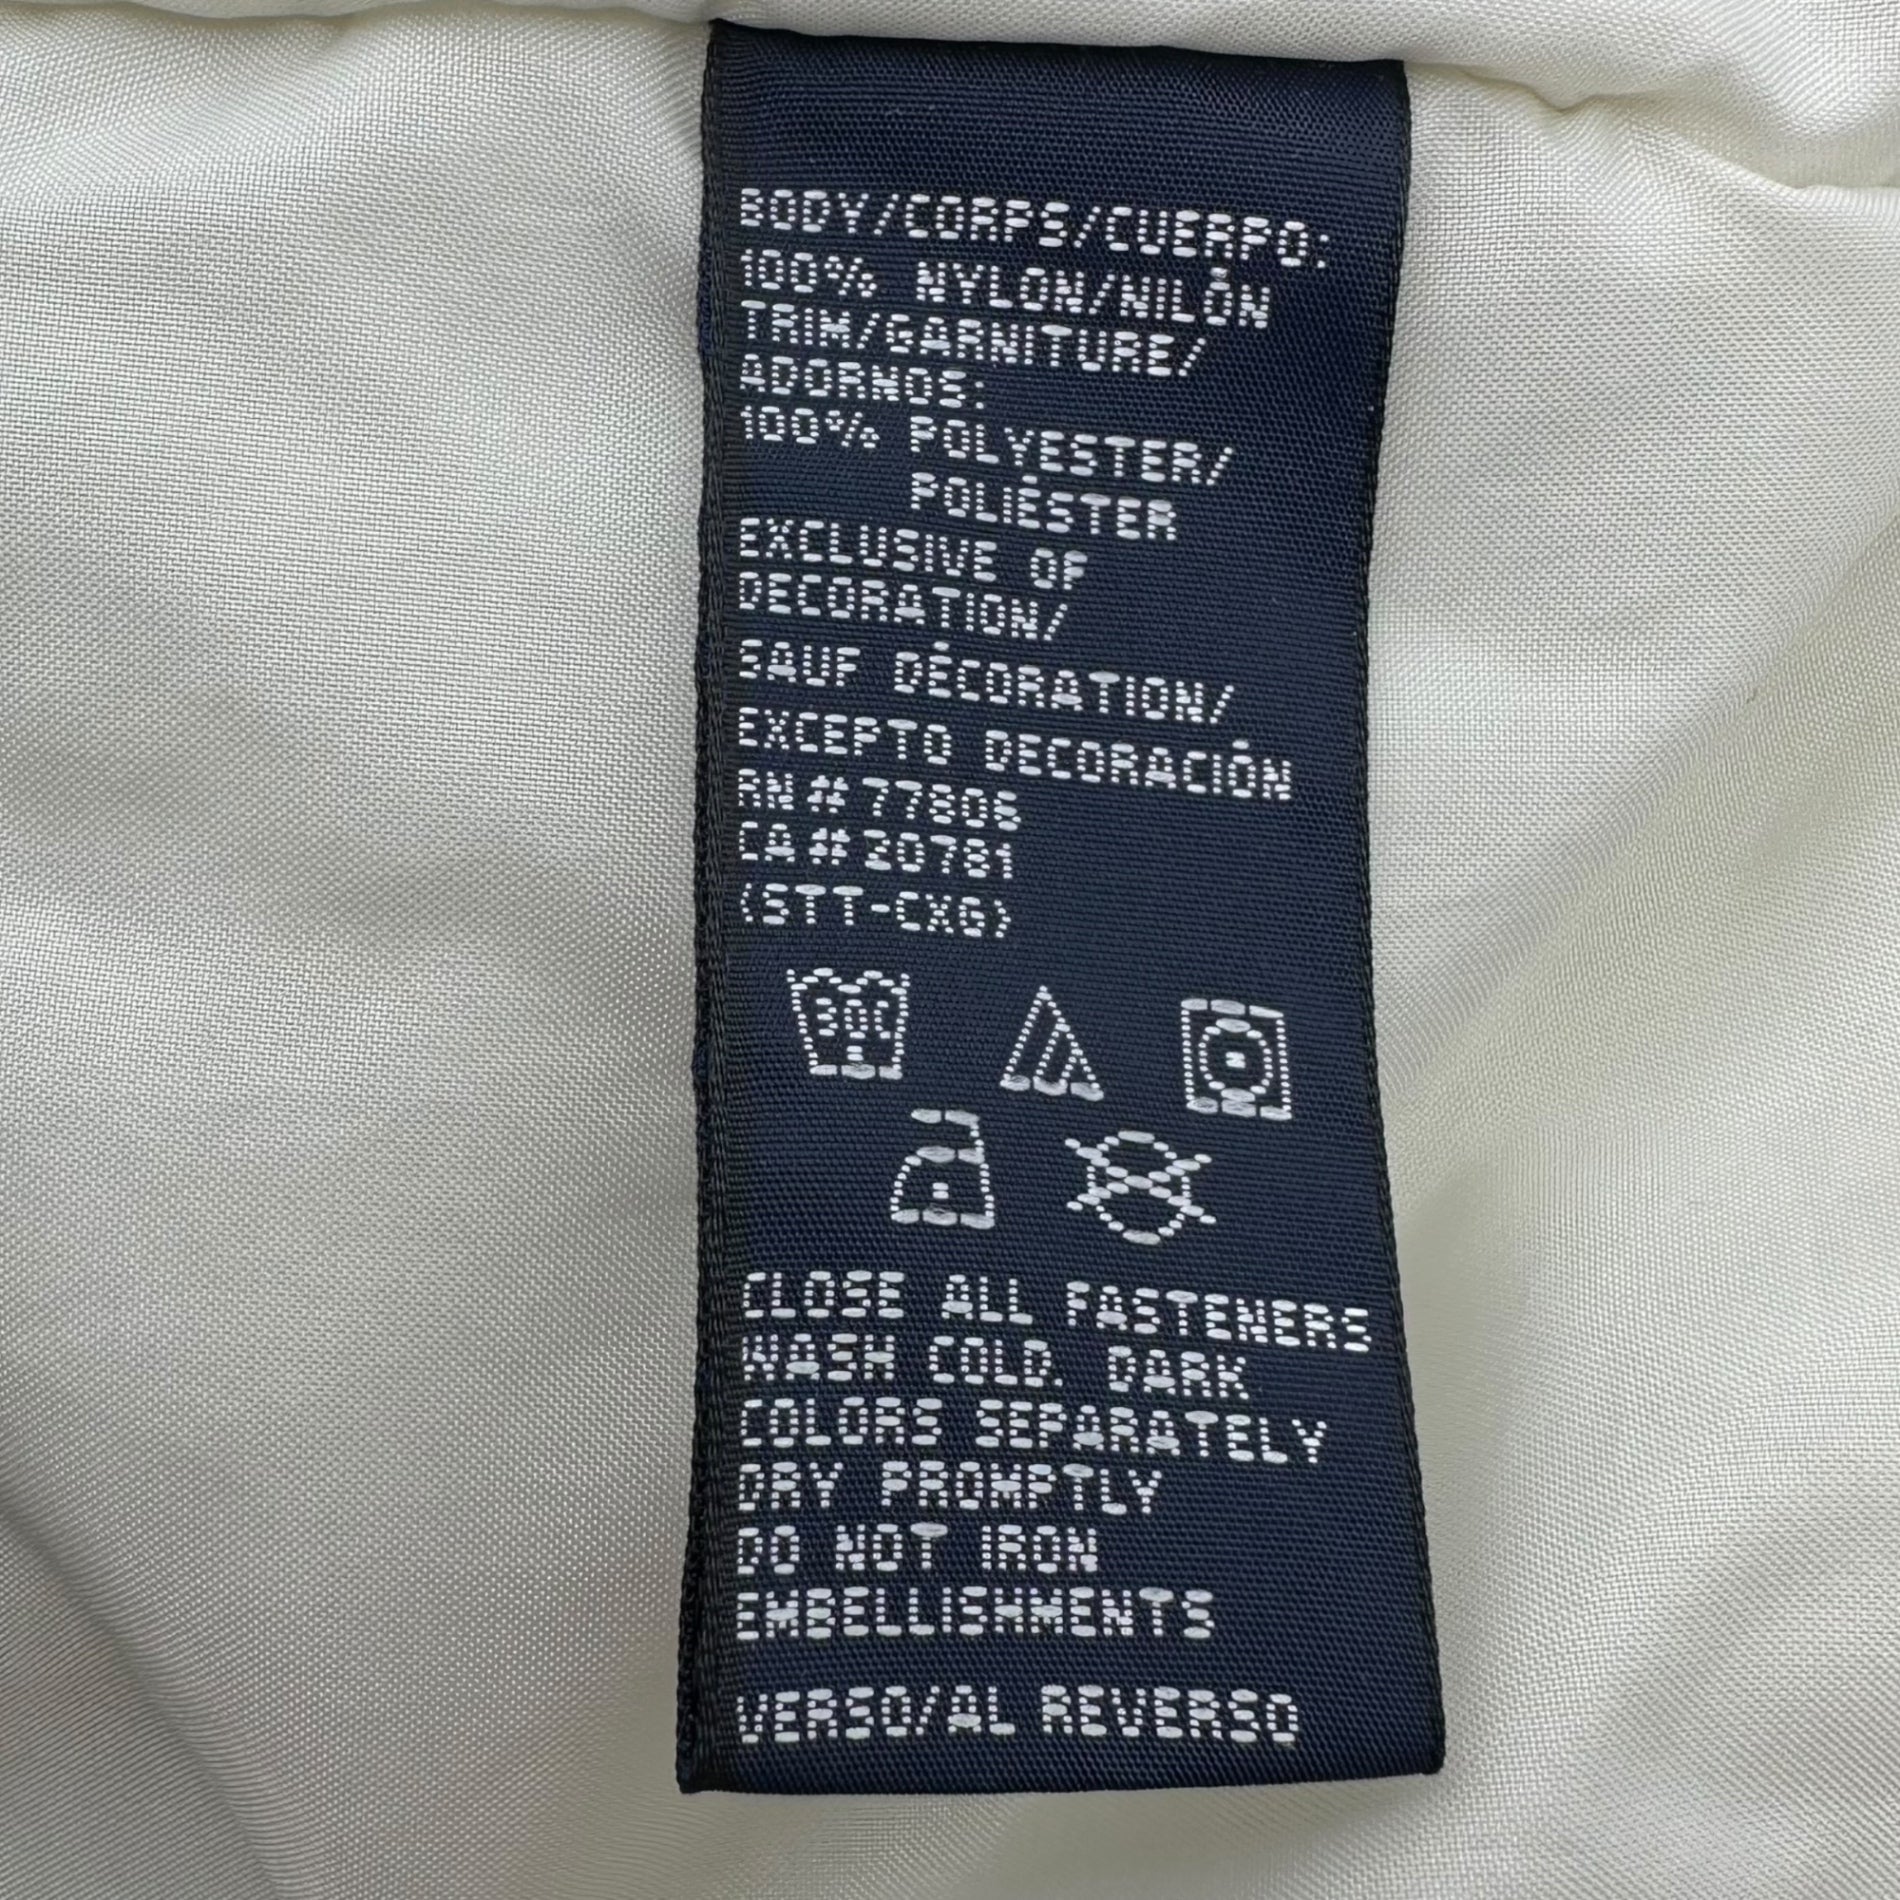 BODY/CORPS/CUERPO:
100% NYLON/NILÓN
TRIM/GARNITURE/
ADORNOS:
100% POLYESTER/
POLIÉSTER
EXCLUSIVE OF
DECORATION/
SAUF DÉCORATION/
EXCEPTO DECORACIÓN
RN#77806
CA#20781
(STT-CXG)
30C
CLOSE ALL FASTENERS
WASH COLD. DARK
COLORS SEPARATELY
DRY PROMPTLY
DO NOT IRON
EMBELLISHMENTS
VERSO/AL REVERSO